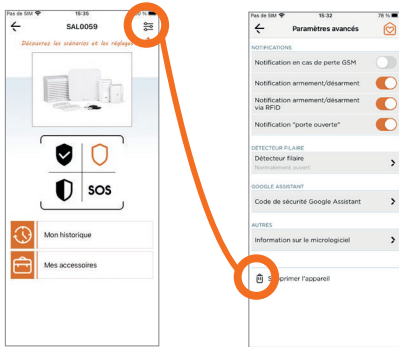 Pas de SIM 15:35
SAL0059
Découvrez les scénarios et les réglages
SOS
Mon historique
Mes accessoires
Pas de SIM 15:32 78 %
Paramètres avancés
NOTIFICATIONS
Notification en cas de perte GSM
Notification armement/désarment
Notification armement/désarment
via RFID
Notification "porte ouverte"
DÉTECTEUR FILAIRE
Détecteur filaire
Normalement ouvert
GOOGLE ASSISTANT
Code de sécurité Google Assistant
AUTRES
Information sur le micrologiciel
primer l'appareil